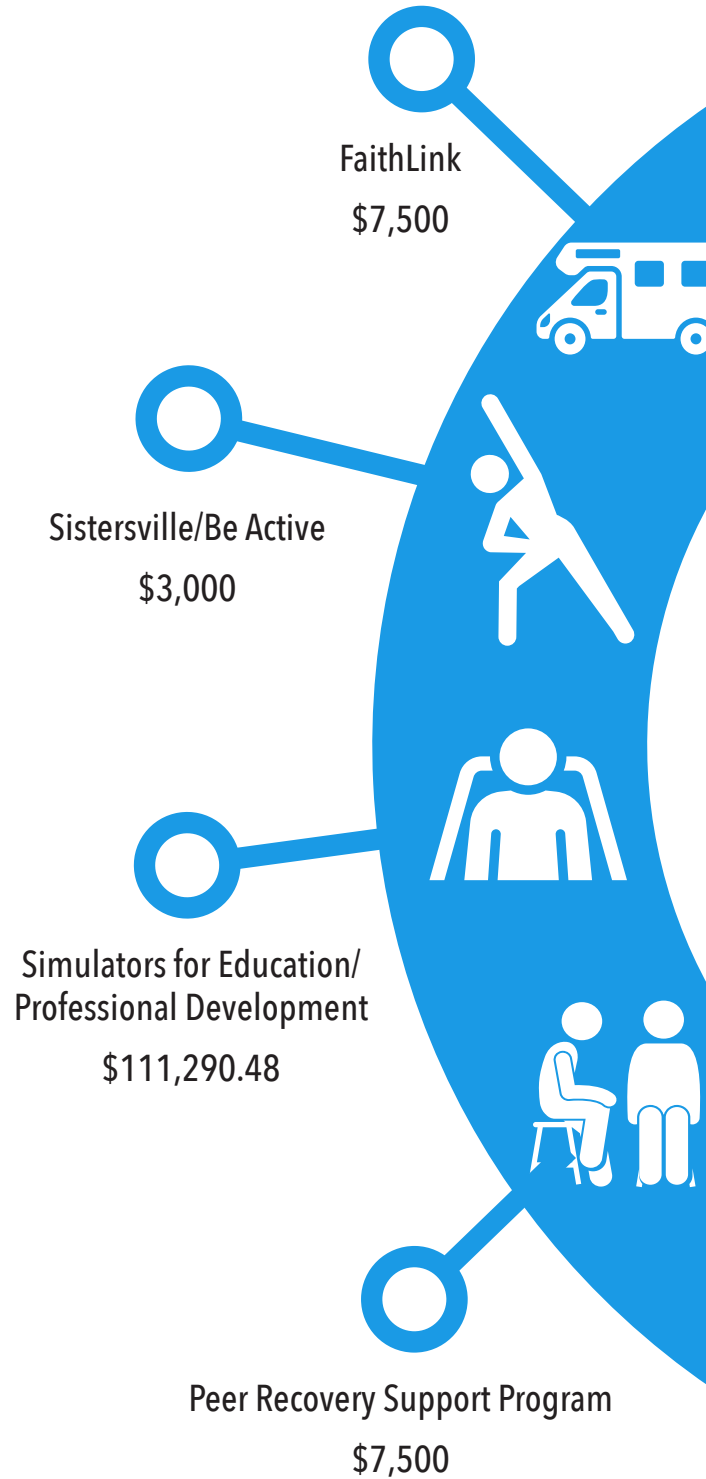 FaithLink
$7,500
Sistersville/Be Active
$3,000
Simulators for Education/
Professional Development
$111,290.48
Peer Recovery Support Program
$7,500